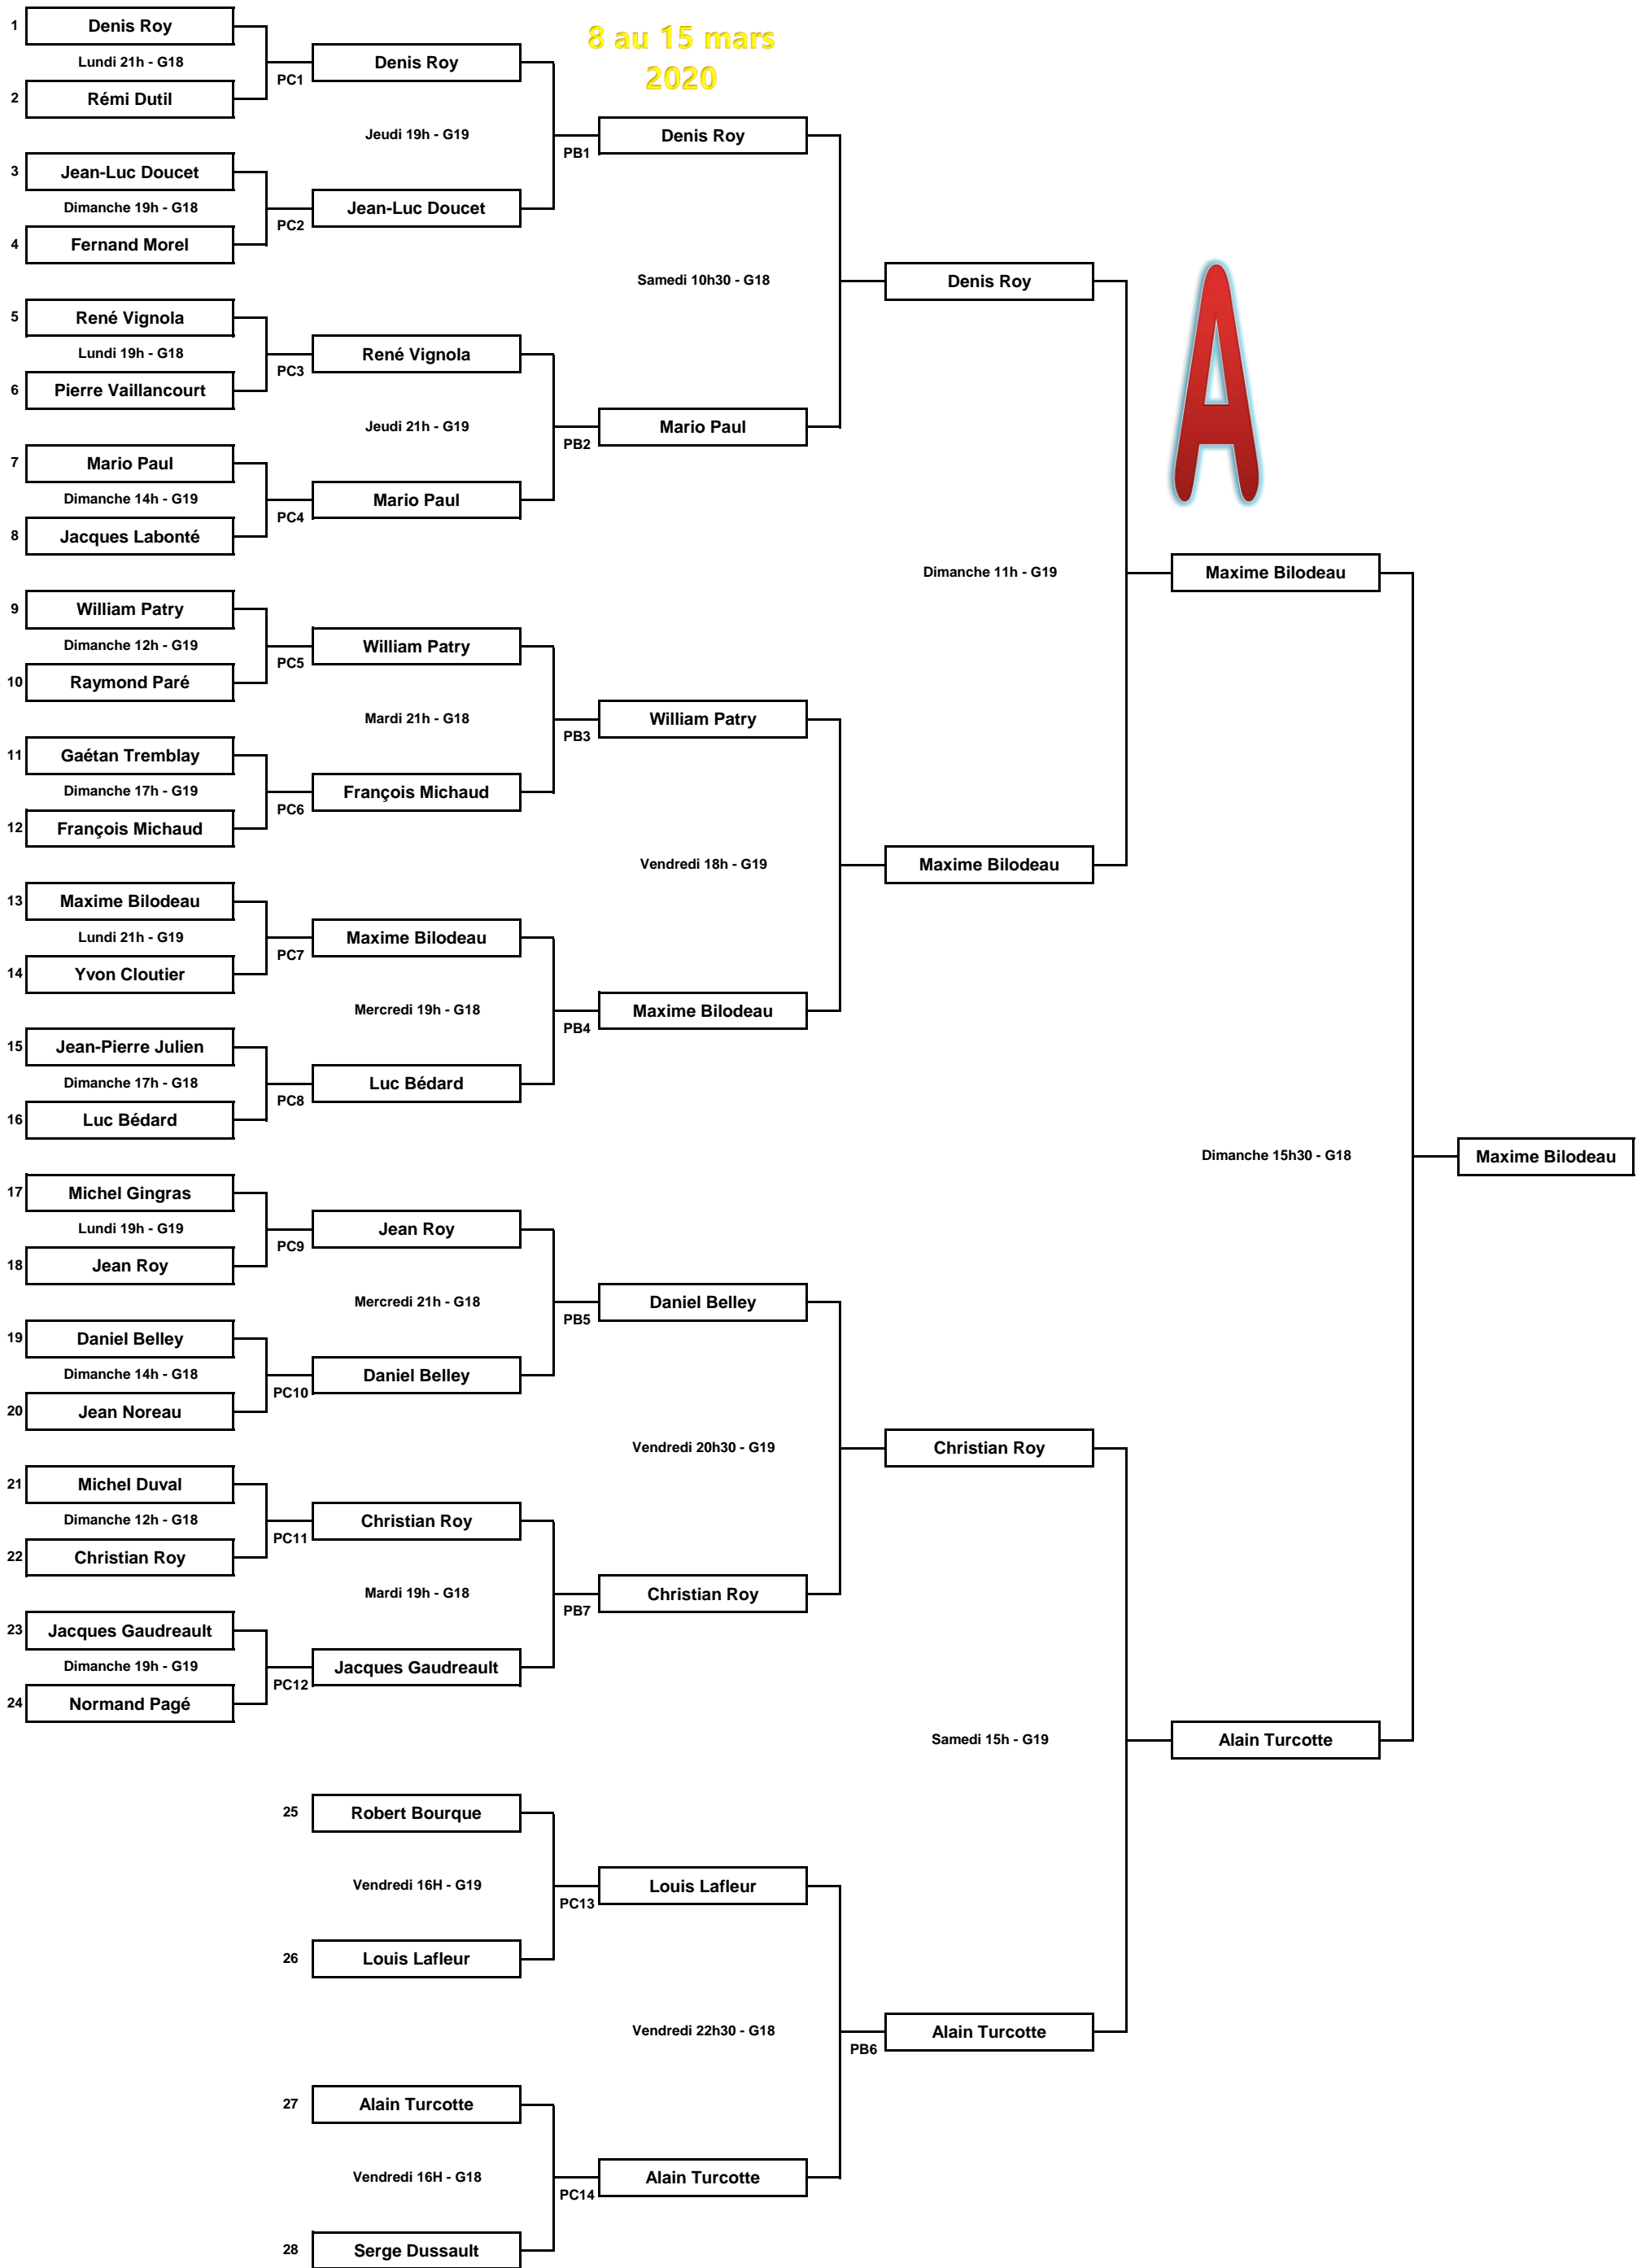 8 au 15 mars
2020
A
1 Denis Roy
Lundi 21h - G18
2 Rémi Dutil
PC1
Denis Roy
Jeudi 19h - G19
3 Jean-Luc Doucet
Dimanche 19h - G18
4 Fernand Morel
PC2
Jean-Luc Doucet
PB1
Denis Roy
Samedi 10h30 - G18
5 René Vignola
Lundi 19h - G18
6 Pierre Vaillancourt
PC3
René Vignola
Jeudi 21h - G19
7 Mario Paul
Dimanche 14h - G19
8 Jacques Labonté
PC4
Mario Paul
PB2
Mario Paul
Denis Roy
Dimanche 11h - G19
9 William Patry
Dimanche 12h - G19
10 Raymond Paré
PC5
William Patry
Mardi 21h - G18
11 Gaétan Tremblay
Dimanche 17h - G19
12 François Michaud
PC6
François Michaud
PB3
William Patry
Vendredi 18h - G19
13 Maxime Bilodeau
Lundi 21h - G19
14 Yvon Cloutier
PC7
Maxime Bilodeau
Mercredi 19h - G18
15 Jean-Pierre Julien
Dimanche 17h - G18
16 Luc Bédard
PC8
Luc Bédard
PB4
Maxime Bilodeau
Maxime Bilodeau
Maxime Bilodeau
Dimanche 15h30 - G18
Maxime Bilodeau
17 Michel Gingras
Lundi 19h - G19
18 Jean Roy
PC9
Jean Roy
Mercredi 21h - G18
19 Daniel Belley
Dimanche 14h - G18
20 Jean Noreau
PC10
Daniel Belley
PB5
Daniel Belley
Vendredi 20h30 - G19
21 Michel Duval
Dimanche 12h - G18
22 Christian Roy
PC11
Christian Roy
Mardi 19h - G18
23 Jacques Gaudreault
Dimanche 19h - G19
24 Normand Pagé
PC12
Jacques Gaudreault
PB7
Christian Roy
Christian Roy
Samedi 15h - G19
Alain Turcotte
25 Robert Bourque
Vendredi 16H - G19
26 Louis Lafleur
PC13
Louis Lafleur
Vendredi 22h30 - G18
PB6
Alain Turcotte
27 Alain Turcotte
Vendredi 16H - G18
28 Serge Dussault
PC14
Alain Turcotte